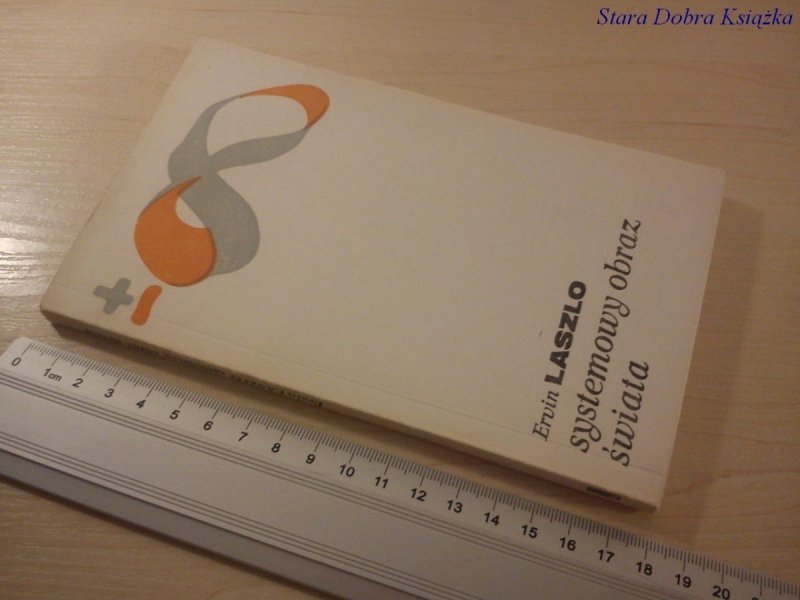 Stara Dobra Książka
+-
Ervin LASZLO
systemowy obraz
świata
0 1cm 2 3 4 5 6 7 8 9 10 11 12 13 14 15 16 17 18 19 20